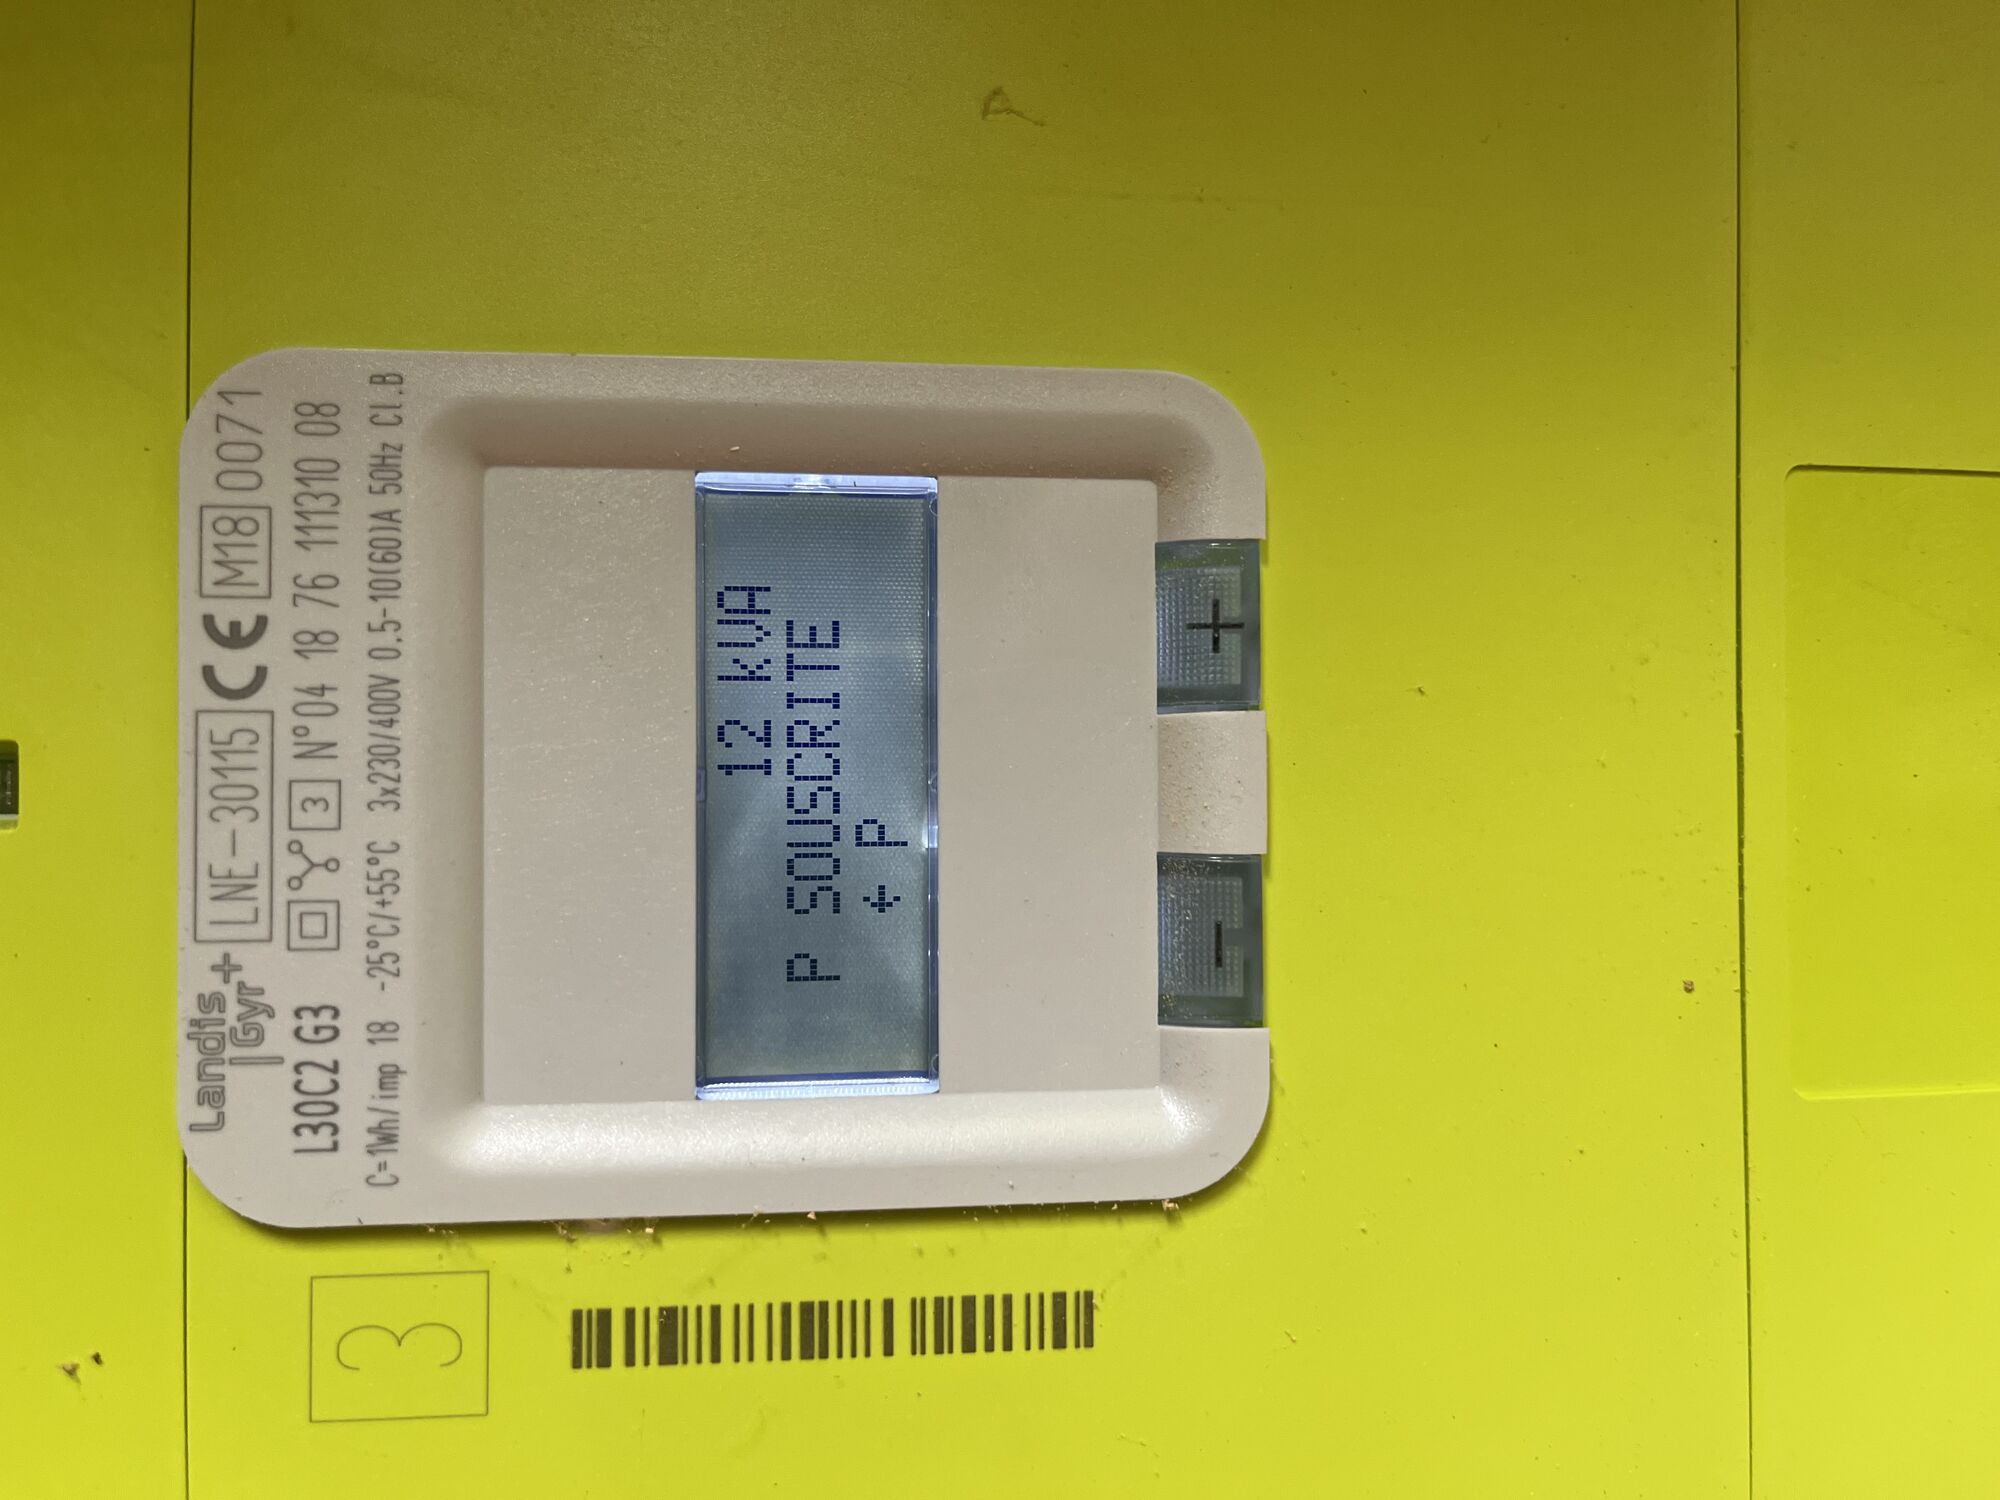 Landis
|Gyr+
LNE-30115 CE M18 0071
L30C2 G3 3 N° 04 18 76 111310 08
C=1Wh/imp 18 -25°C/+55°C 3x230/400V 0.5-10(60)A 50Hz Cl.B
12 kVA
P SOUSCRITE
← P
- +
3